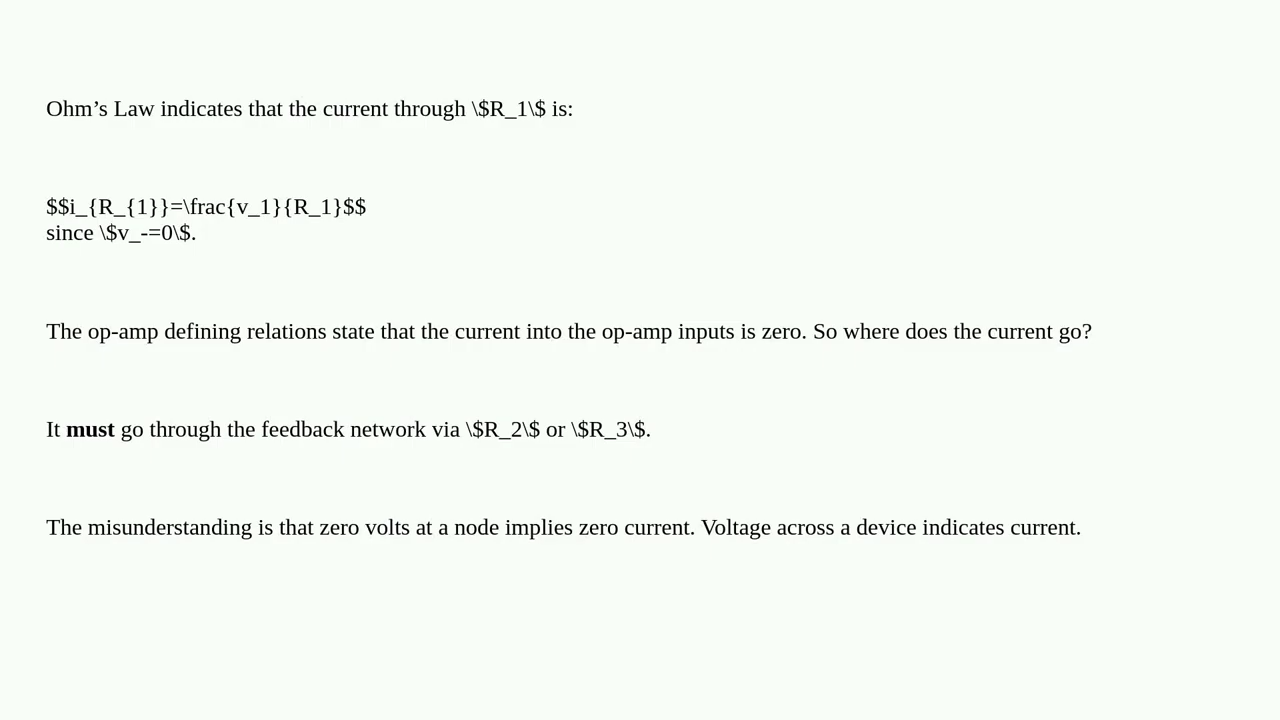 Ohm’s Law indicates that the current through \$R_1\$ is:
$$i_{R_{1}}=\frac{v_1}{R_1}$$
since \$v_-=0\$.
The op-amp defining relations state that the current into the op-amp inputs is zero. So where does the current go?
It must go through the feedback network via \$R_2\$ or \$R_3\$.
The misunderstanding is that zero volts at a node implies zero current. Voltage across a device indicates current.